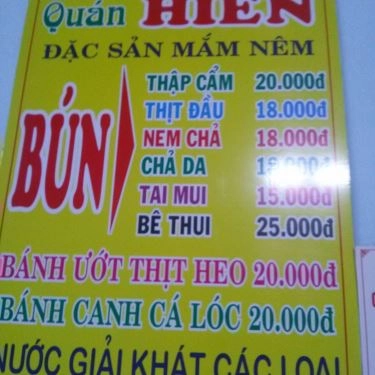 Quán HIỀN
ĐẶC SẢN MẮM NÊM
BÚN
THẬP CẨM 20.000đ
THỊT ĐẦU 18.000đ
NEM CHẢ 18.000đ
CHẢ DA
TAI MUI 15.000đ
BÊ THUI 25.000đ
BÁNH ƯỚT THỊT HEO 20.000đ
BÁNH CANH CÁ LÓC 20.000đ
NƯỚC GIẢI KHÁT CÁC LOẠI